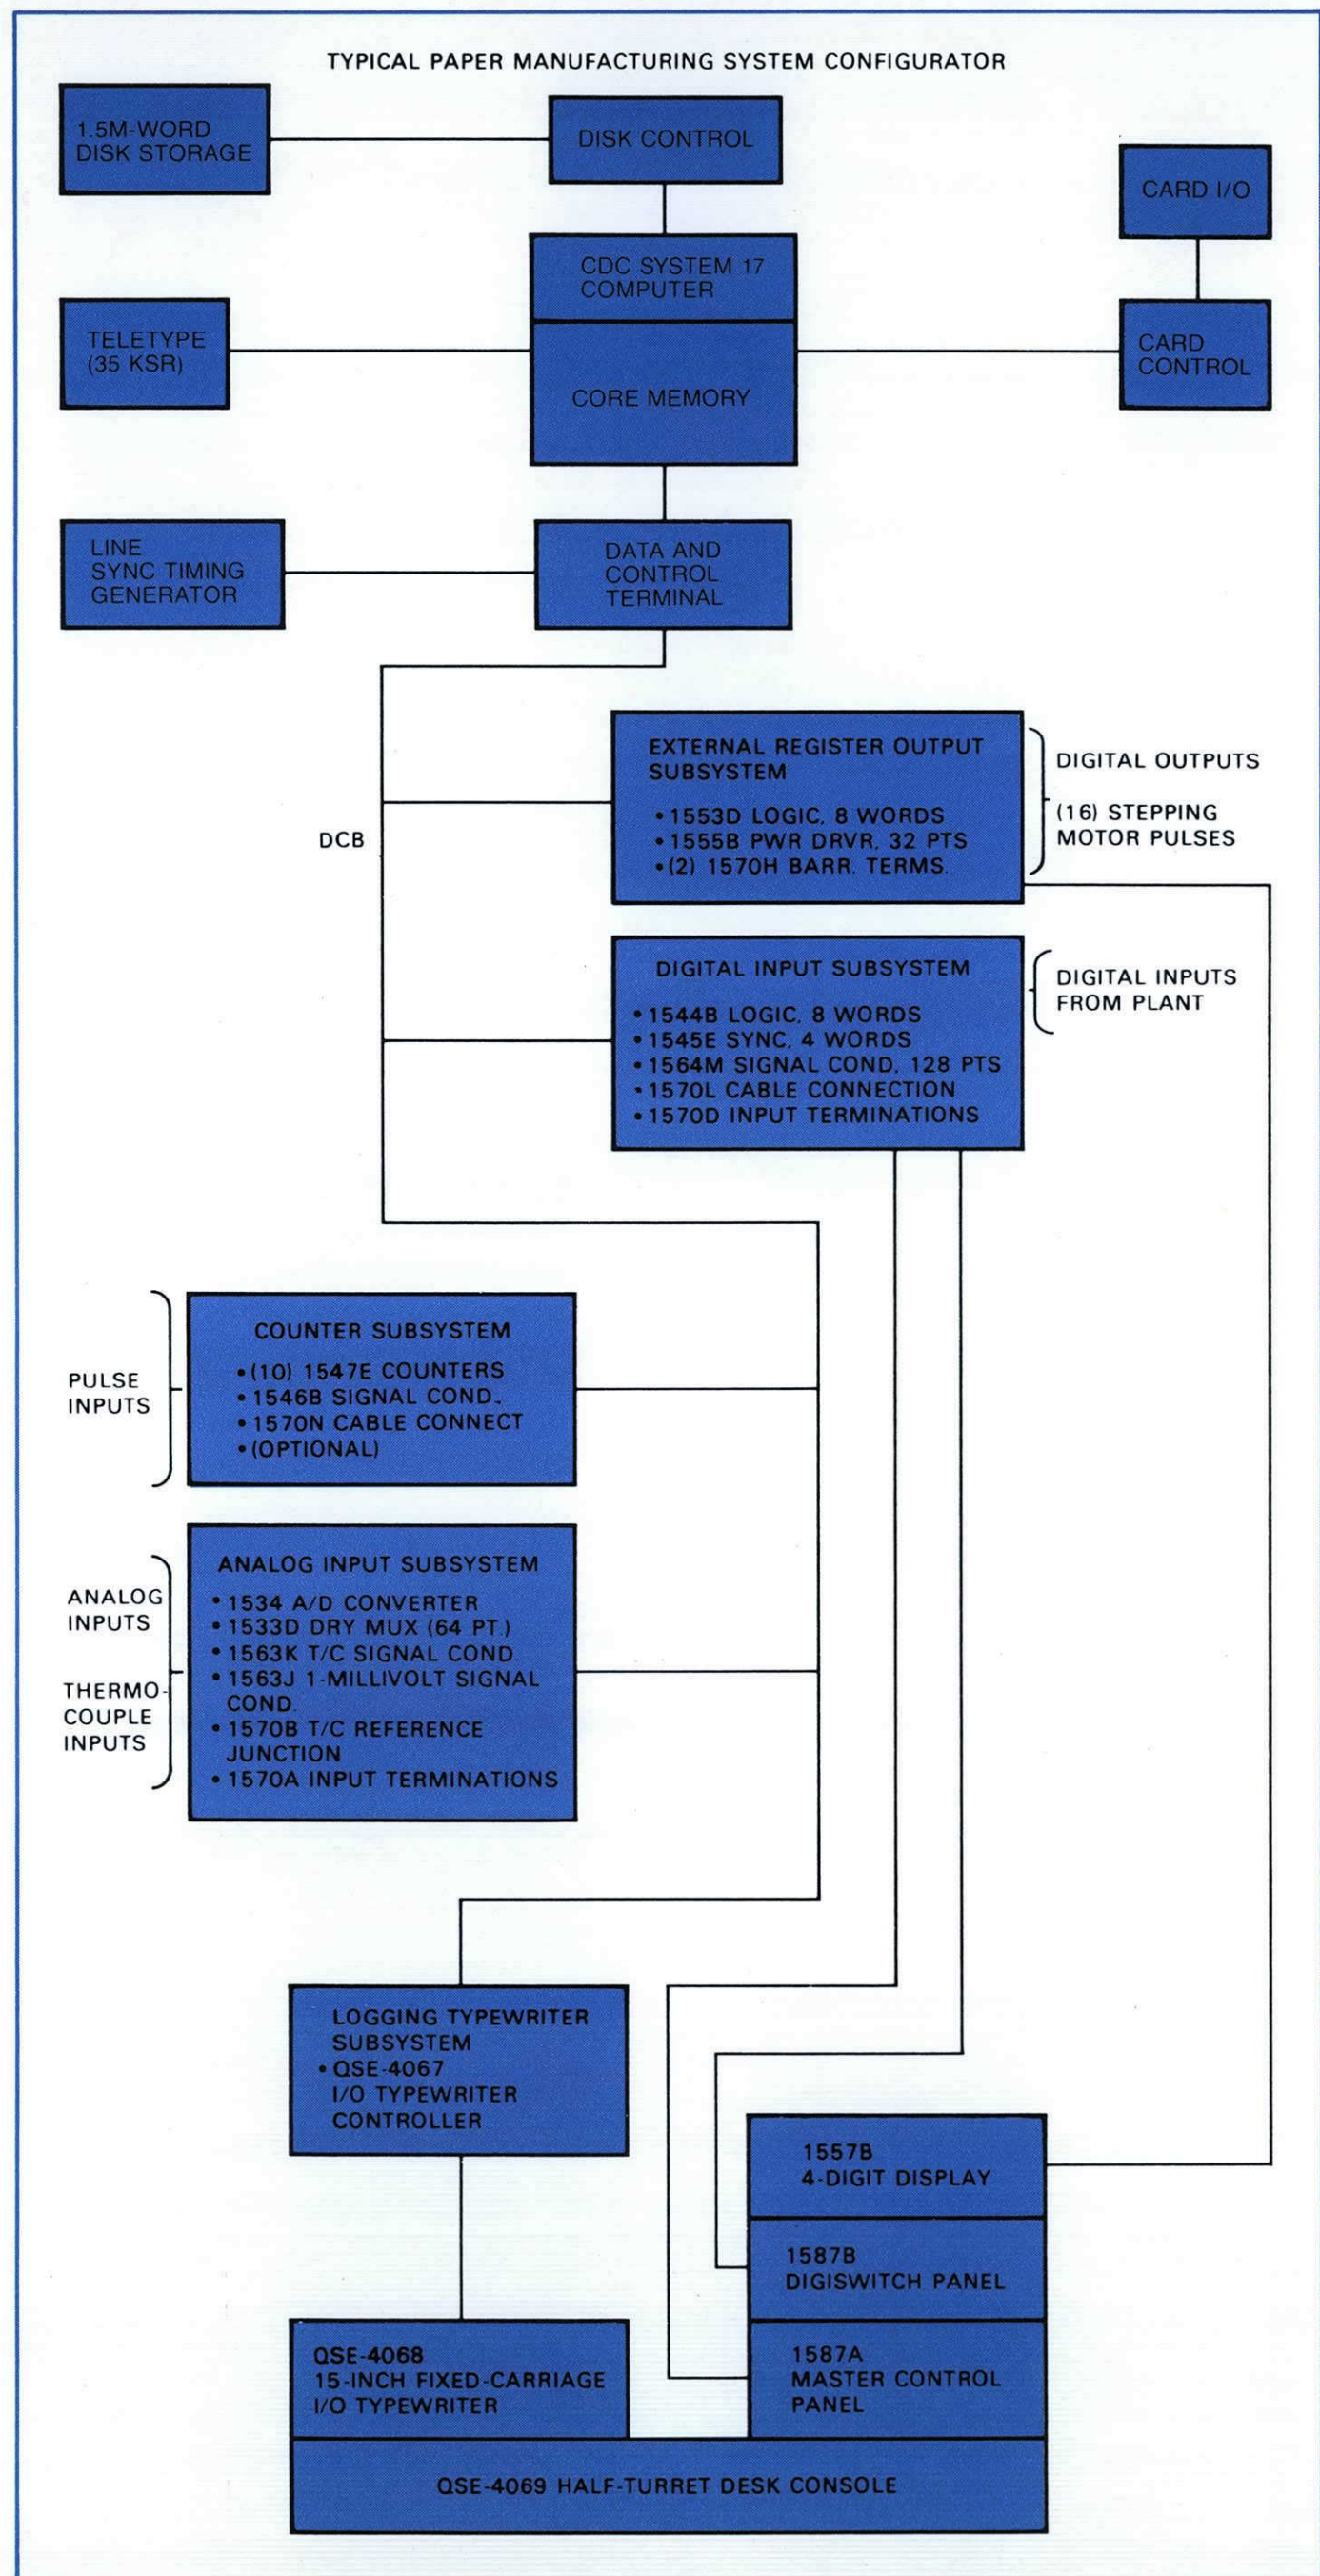 TYPICAL PAPER MANUFACTURING SYSTEM CONFIGURATOR
1.5M-WORD
DISK STORAGE
DISK CONTROL
CARD I/O
CDC SYSTEM 17
COMPUTER
TELETYPE
(35 KSR)
CORE MEMORY
CARD
CONTROL
LINE
SYNC TIMING
GENERATOR
DATA AND
CONTROL
TERMINAL
DCB
EXTERNAL REGISTER OUTPUT
SUBSYSTEM
• 1553D LOGIC, 8 WORDS
• 1555B PWR DRVR, 32 PTS
• (2) 1570H BARR. TERMS.
DIGITAL OUTPUTS
(16) STEPPING
MOTOR PULSES
DIGITAL INPUT SUBSYSTEM
• 1544B LOGIC, 8 WORDS
• 1545E SYNC, 4 WORDS
• 1564M SIGNAL COND, 128 PTS
• 1570L CABLE CONNECTION
• 1570D INPUT TERMINATIONS
DIGITAL INPUTS
FROM PLANT
PULSE
INPUTS
COUNTER SUBSYSTEM
• (10) 1547E COUNTERS
• 1546B SIGNAL COND.
• 1570N CABLE CONNECT
• (OPTIONAL)
ANALOG
INPUTS
THERMO-
COUPLE
INPUTS
ANALOG INPUT SUBSYSTEM
• 1534 A/D CONVERTER
• 1533D DRY MUX (64 PT.)
• 1563K T/C SIGNAL COND.
• 1563J 1-MILLIVOLT SIGNAL
COND.
• 1570B T/C REFERENCE
JUNCTION
• 1570A INPUT TERMINATIONS
LOGGING TYPEWRITER
SUBSYSTEM
• QSE-4067
I/O TYPEWRITER
CONTROLLER
1557B
4-DIGIT DISPLAY
1587B
DIGISWITCH PANEL
QSE-4068
15-INCH FIXED-CARRIAGE
I/O TYPEWRITER
1587A
MASTER CONTROL
PANEL
QSE-4069 HALF-TURRET DESK CONSOLE